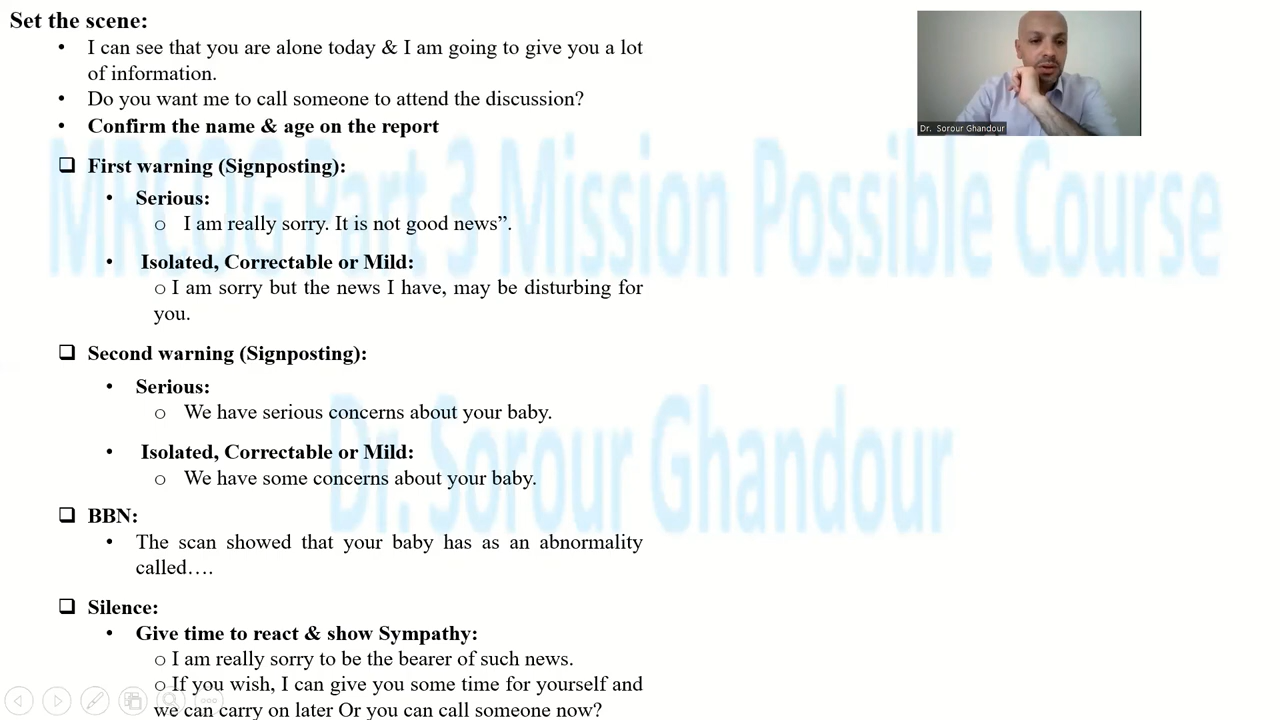 Set the scene:
• I can see that you are alone today & I am going to give you a lot
of information.
• Do you want me to call someone to attend the discussion?
• Confirm the name & age on the report
❑ First warning (Signposting):
• Serious:
o I am really sorry. It is not good news”.
• Isolated, Correctable or Mild:
o I am sorry but the news I have, may be disturbing for
you.
❑ Second warning (Signposting):
• Serious:
o We have serious concerns about your baby.
• Isolated, Correctable or Mild:
o We have some concerns about your baby.
❑ BBN:
• The scan showed that your baby has as an abnormality
called….
❑ Silence:
• Give time to react & show Sympathy:
o I am really sorry to be the bearer of such news.
o If you wish, I can give you some time for yourself and
we can carry on later Or you can call someone now?
Dr. Sorour Ghandour
MRCOG Part 3 Mission Possible Course
Dr. Sorour Ghandour